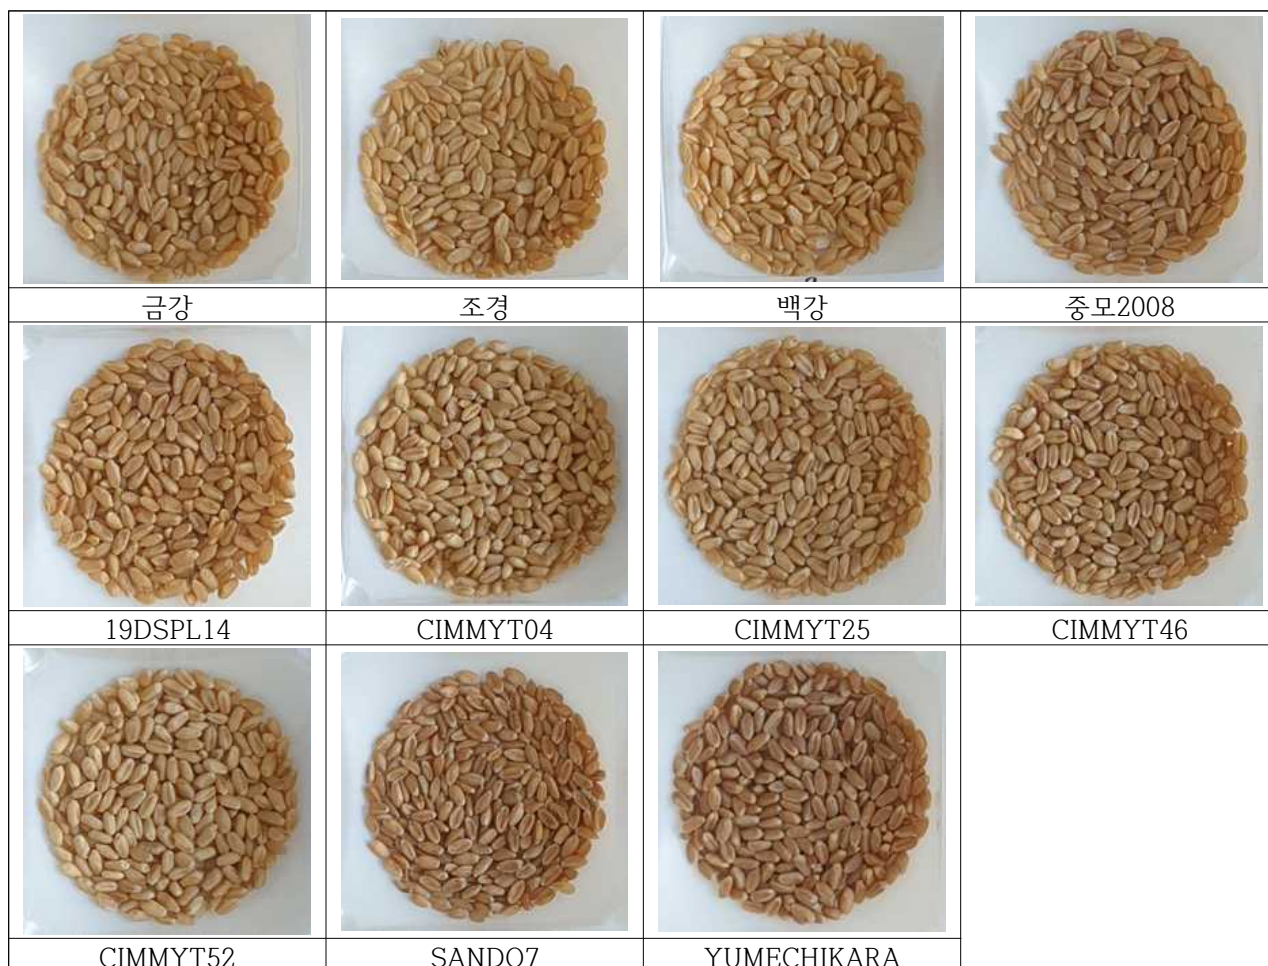 금강
조경
백강
중모2008
19DSPL14
CIMMYT04
CIMMYT25
CIMMYT46
CIMMYT52
SANDO7
YUMECHIKARA